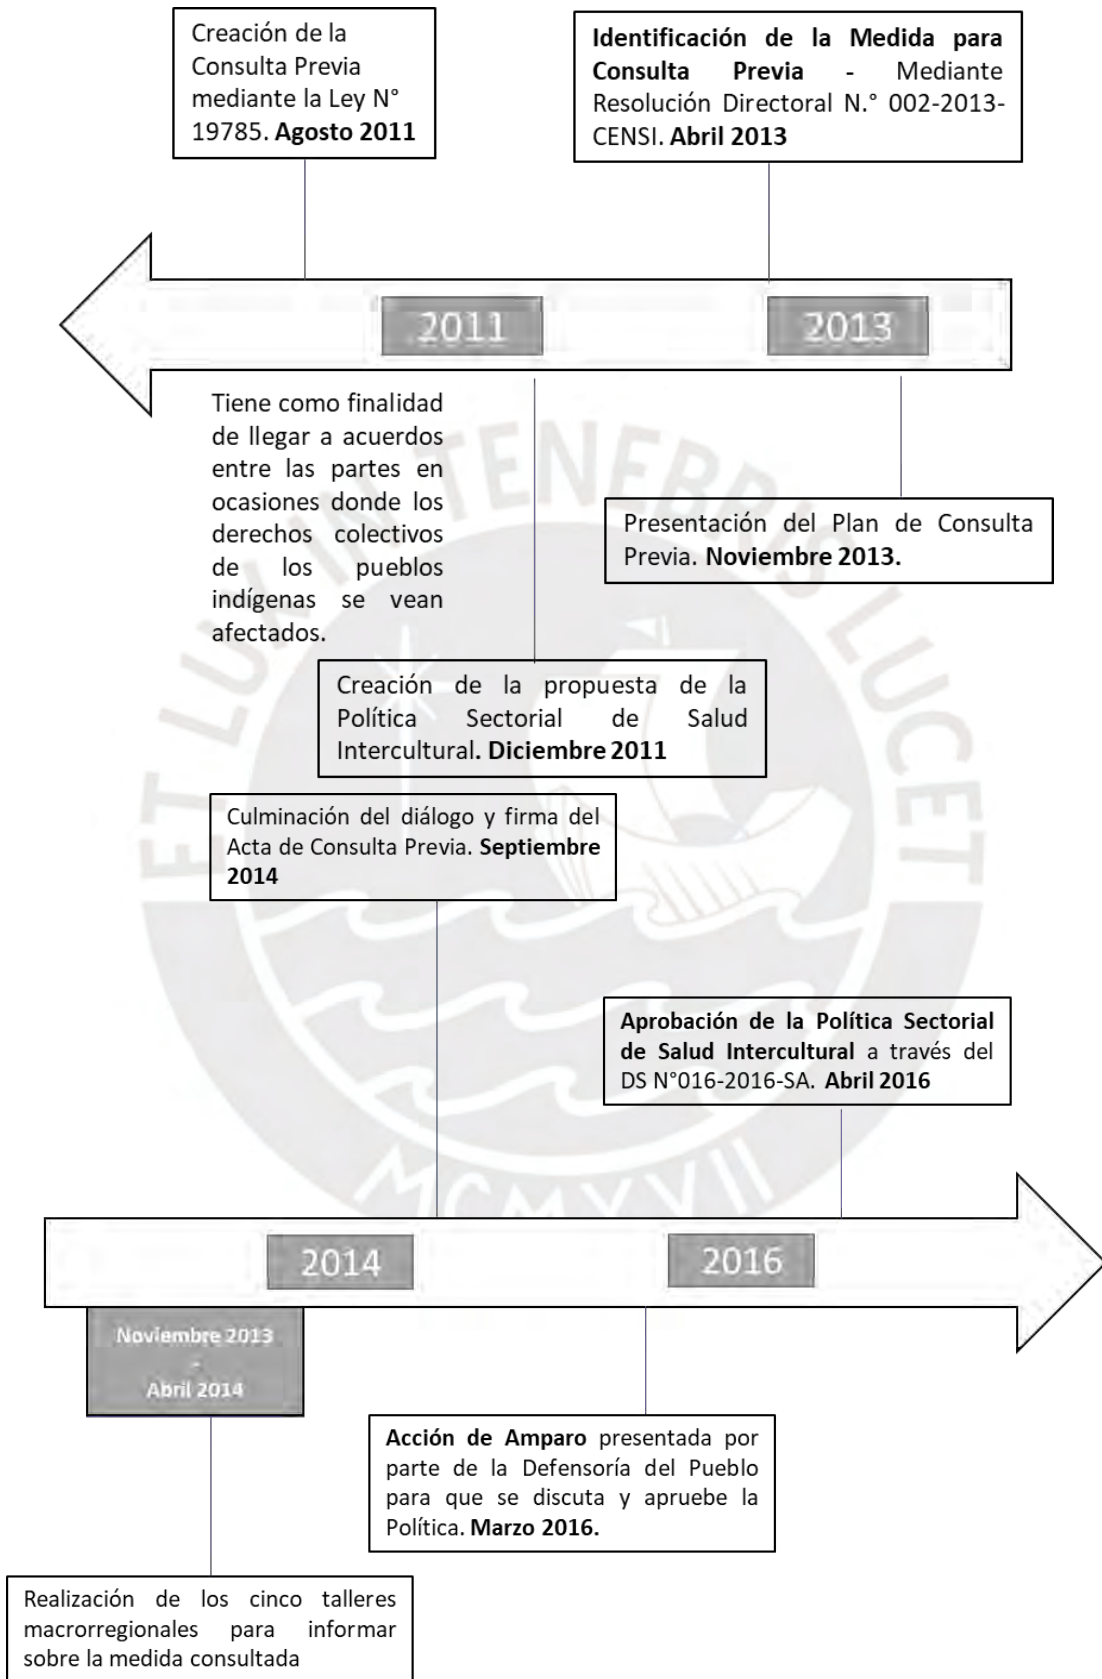 Creación de la
Consulta Previa
mediante la Ley N°
19785. Agosto 2011
Identificación de la Medida para
Consulta Previa - Mediante
Resolución Directoral N.° 002-2013-
CENSI. Abril 2013
2011
2013
Tiene como finalidad
de llegar a acuerdos
entre las partes en
ocasiones donde los
derechos colectivos
de los pueblos
indígenas se vean
afectados.
Presentación del Plan de Consulta
Previa. Noviembre 2013.
Creación de la propuesta de la
Política Sectorial de Salud
Intercultural. Diciembre 2011
Culminación del diálogo y firma del
Acta de Consulta Previa. Septiembre
2014
Aprobación de la Política Sectorial
de Salud Intercultural a través del
DS N°016-2016-SA. Abril 2016
2014
2016
Noviembre 2013
-
Abril 2014
Acción de Amparo presentada por
parte de la Defensoría del Pueblo
para que se discuta y apruebe la
Política. Marzo 2016.
Realización de los cinco talleres
macrorregionales para informar
sobre la medida consultada
ET LUX IN TENEBRIS LUCET
MCMXVII